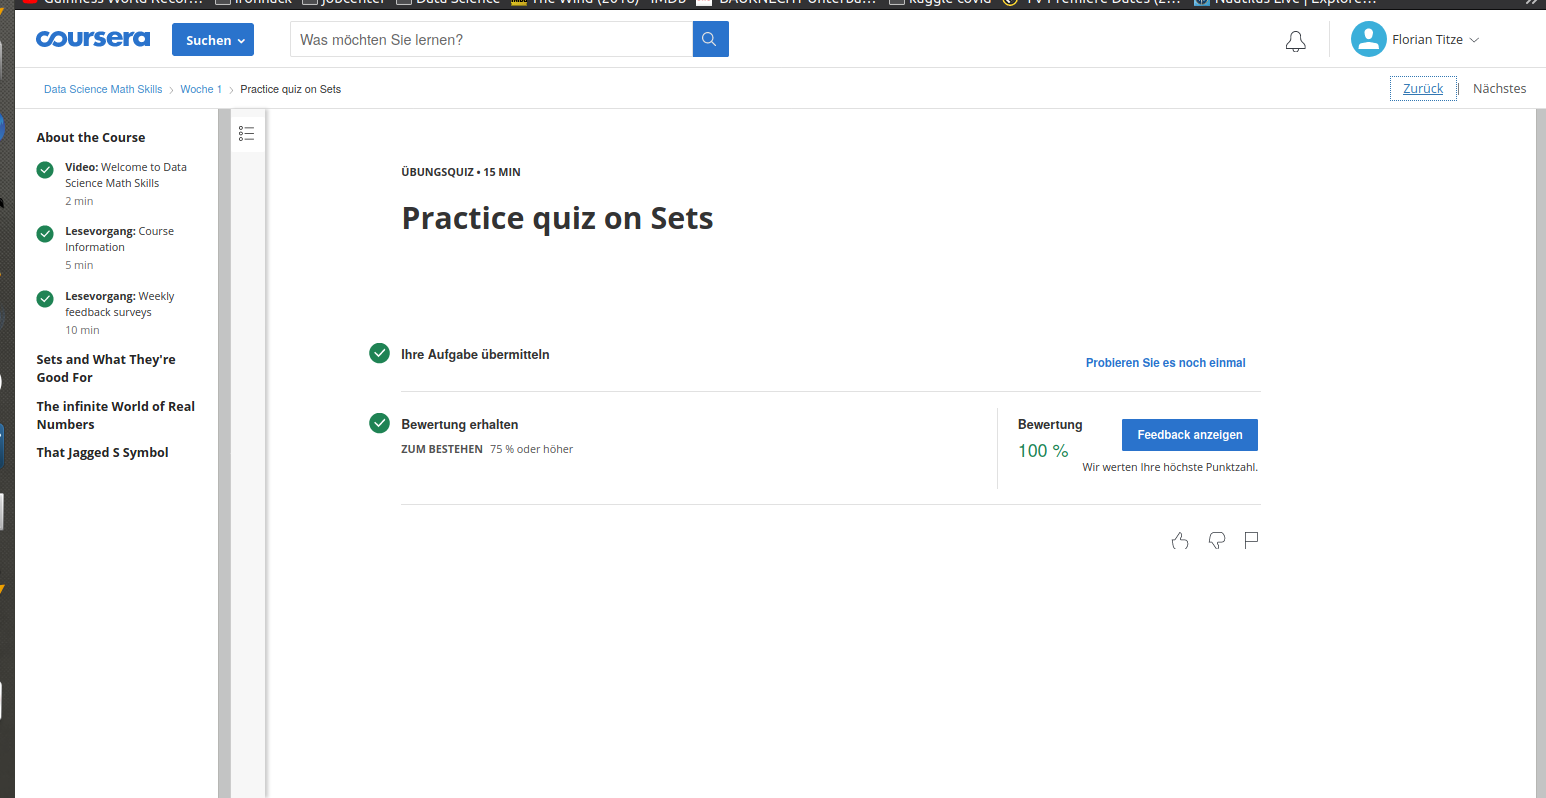 coursera
Suchen
Was möchten Sie lernen?
Florian Titze
Data Science Math Skills
Woche 1
Practice quiz on Sets
Zurück
Nächstes
About the Course
Video: Welcome to Data
Science Math Skills
2 min
Lesevorgang: Course
Information
5 min
Lesevorgang: Weekly
feedback surveys
10 min
Sets and What They're
Good For
The infinite World of Real
Numbers
That Jagged S Symbol
ÜBUNGSQUIZ • 15 MIN
Practice quiz on Sets
Ihre Aufgabe übermitteln
Probieren Sie es noch einmal
Bewertung erhalten
ZUM BESTEHEN 75 % oder höher
Bewertung
100 %
Feedback anzeigen
Wir werten Ihre höchste Punktzahl.